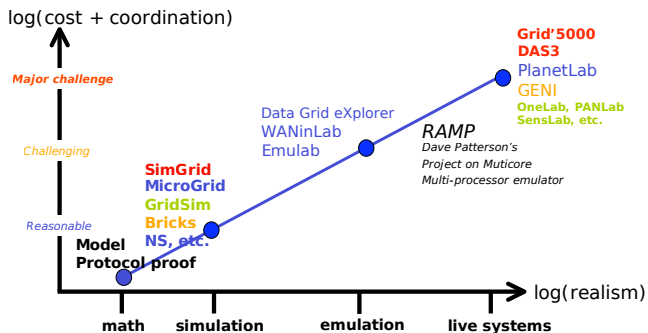 log(cost + coordination)
Major challenge
Challenging
Reasonable
Grid'5000
DAS3
PlanetLab
GENI
OneLab, PANLab
SensLab, etc.
Data Grid eXplorer
WANinLab
Emulab
RAMP
Dave Patterson's
Project on Muticore
Multi-processor emulator
SimGrid
MicroGrid
GridSim
Bricks
NS, etc.
Model
Protocol proof
log(realism)
math
simulation
emulation
live systems